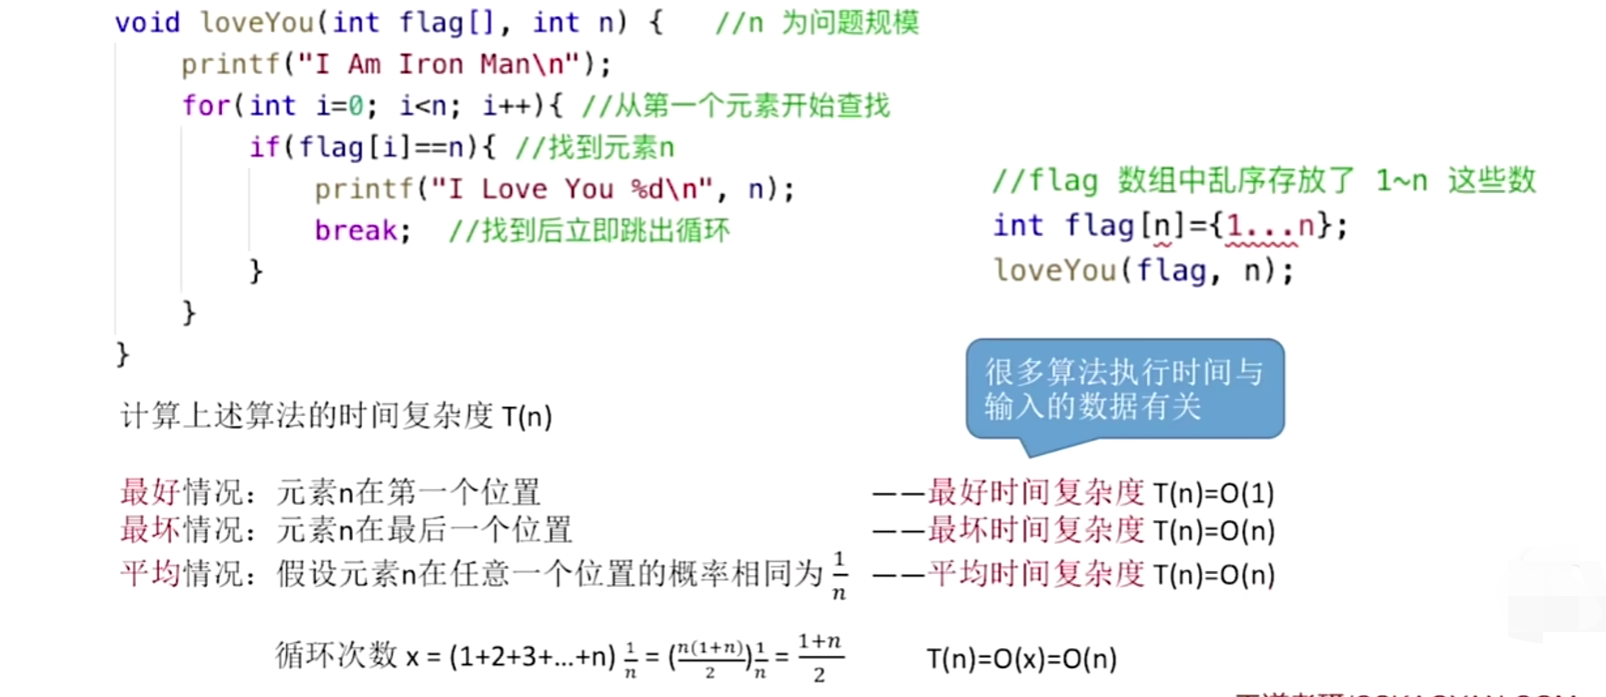 void loveYou(int flag[], int n) {   //n 为问题规模
printf("I Am Iron Man\n");
for(int i=0; i<n; i++){ //从第一个元素开始查找
if(flag[i]==n){ //找到元素n
printf("I Love You %d\n", n);
break;  //找到后立即跳出循环
}
}
}
//flag 数组中乱序存放了 1~n 这些数
int flag[n]={1...n};
loveYou(flag, n);
很多算法执行时间与
输入的数据有关
计算上述算法的时间复杂度 T(n)
最好情况：元素n在第一个位置 ——最好时间复杂度 T(n)=O(1)
最坏情况：元素n在最后一个位置 ——最坏时间复杂度 T(n)=O(n)
平均情况：假设元素n在任意一个位置的概率相同为 1/n ——平均时间复杂度 T(n)=O(n)
循环次数 x = (1+2+3+...+n) 1/n = (n(1+n)/2) 1/n = (1+n)/2 T(n)=O(x)=O(n)